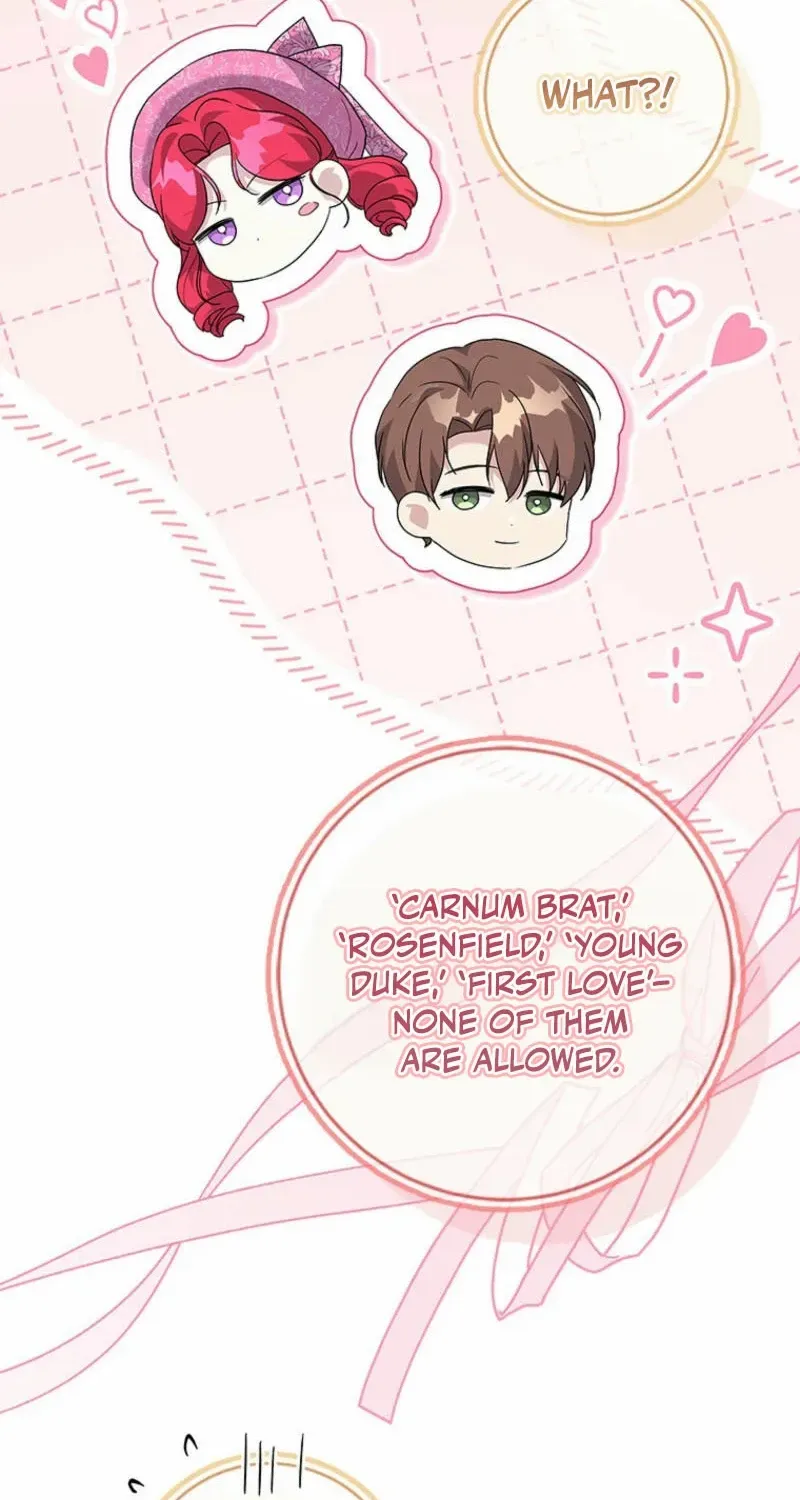 WHAT?!
'CARNUM BRAT,'
'ROSENFIELD,' 'YOUNG
DUKE,' 'FIRST LOVE'–
NONE OF THEM
ARE ALLOWED.